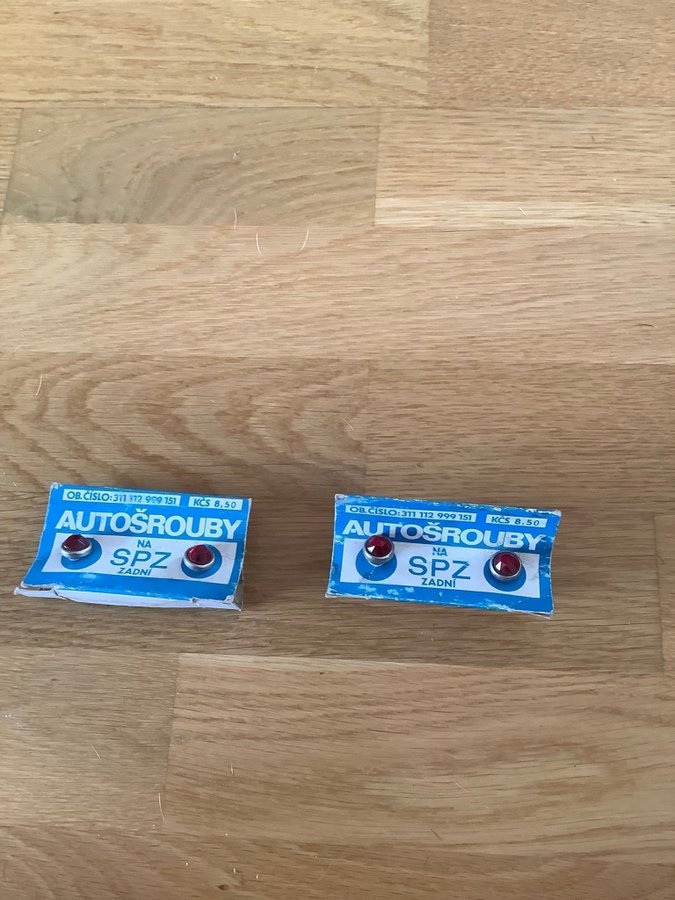 OB.ČÍSLO: 311 112 999 151 KČS 8,50
AUTOŠROUBY
NA
SPZ
ZADNÍ
OB.ČÍSLO: 311 112 999 151 KČS 8,50
AUTOŠROUBY
NA
SPZ
ZADNÍ